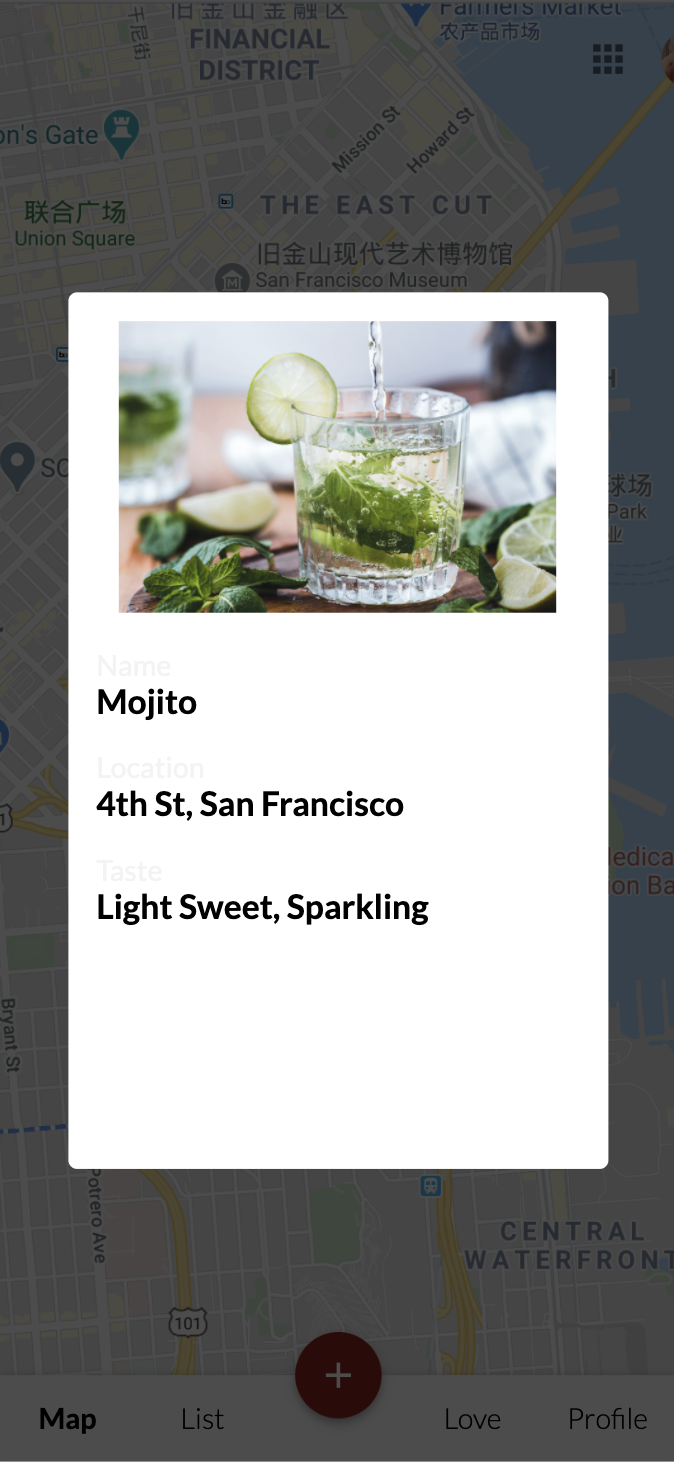 旧金山金融区
FINANCIAL
DISTRICT
干尼街
Farmers Market
农产品市场
on's Gate
Mission St
Howard St
联合广场
Union Square
THE EAST CUT
旧金山现代艺术博物馆
San Francisco Museum
H
SO
球场
Park
业
Name
Mojito
Location
4th St, San Francisco
Taste
Light Sweet, Sparkling
edica
on Ba
Bryant St
Potrero Ave
CENTRAL
WATERFRONT
101
+
Map
List
Love
Profile